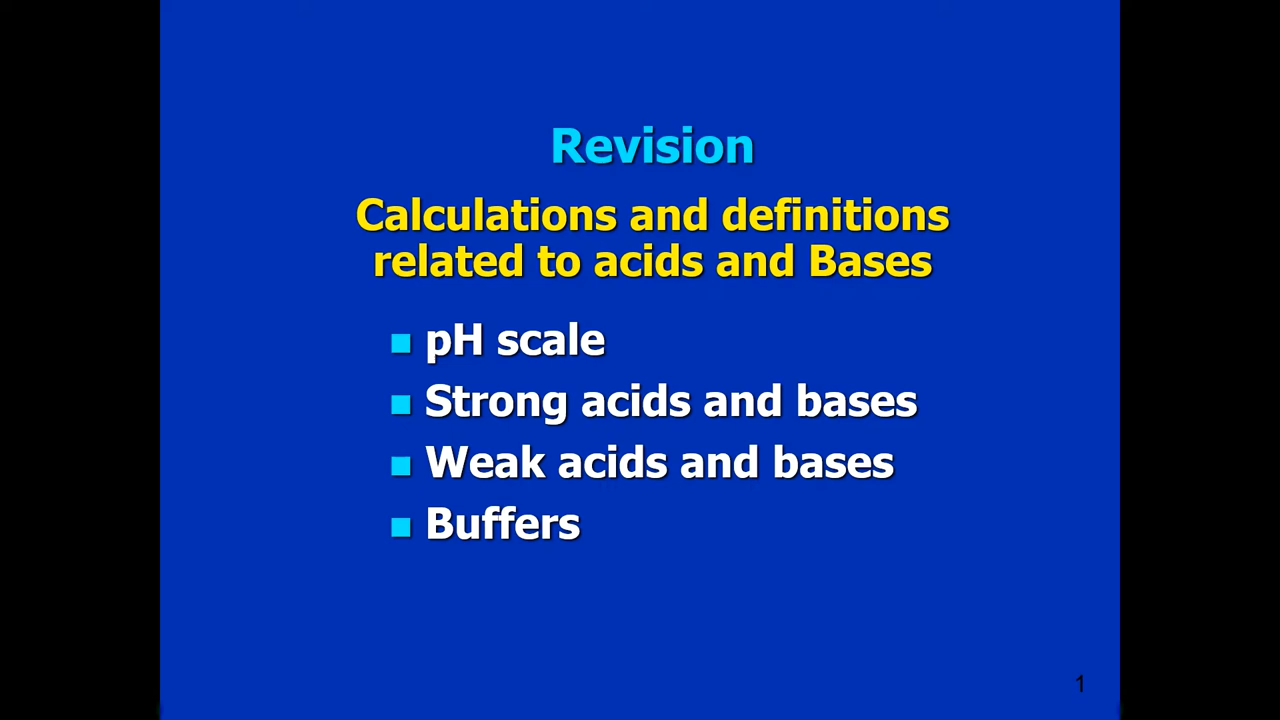 Revision
Calculations and definitions
related to acids and Bases
pH scale
Strong acids and bases
Weak acids and bases
Buffers
1